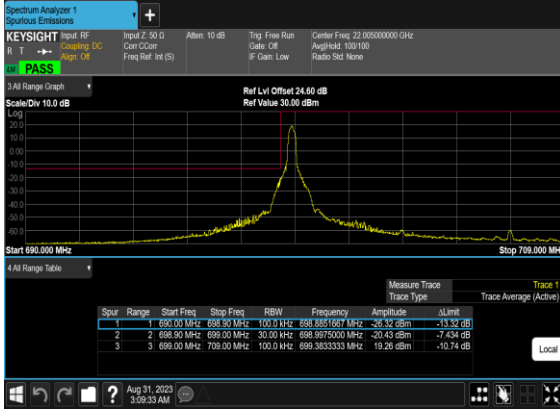 Spectrum Analyzer 1
Spurious Emissions
+
KEYSIGHT Input: RF Input Z: 50 Ω Atten: 10 dB Trig: Free Run Center Freq: 22.005000000 GHz
R T Coupling: DC Corr CCorr Gate: Off Avg|Hold: 100/100
Align: Off Freq Ref: Int (S) IF Gain: Low Radio Std: None
PASS
3 All Range Graph
Ref Lvl Offset 24.60 dB
Scale/Div 10.0 dB Ref Value 30.00 dBm
Log
20.0
10.0
0.00
-10.0
-20.0
-30.0
-40.0
-50.0
-60.0
Start 690.000 MHz Stop 709.000 MH
4 All Range Table
Measure Trace Trace 1
Trace Type Trace Average (Active)
Spur Range Start Freq Stop Freq RBW Frequency Amplitude ΔLimit
1 1 690.00 MHz 698.90 MHz 100.0 kHz 698.8851667 MHz -26.32 dBm -13.32 dB
2 2 698.90 MHz 699.00 MHz 30.00 kHz 698.9975000 MHz -20.43 dBm -7.434 dB
3 3 699.00 MHz 709.00 MHz 100.0 kHz 699.3833333 MHz 19.26 dBm -10.74 dB
Local
?
Aug 31, 2023
3:09:33 AM